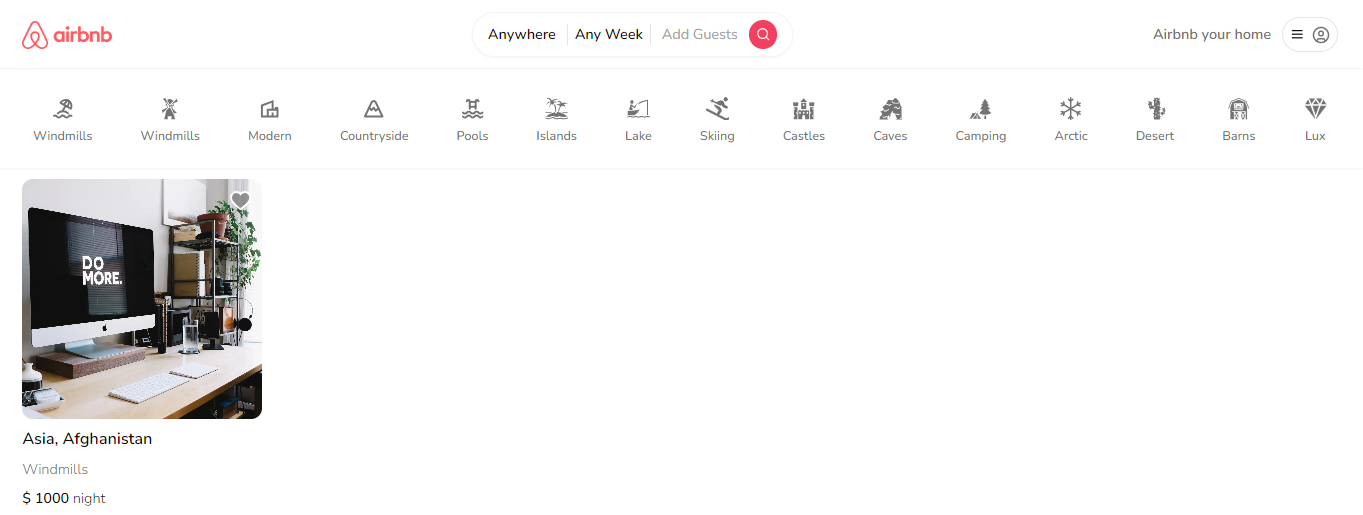 airbnb
Anywhere Any Week Add Guests
Airbnb your home
Windmills Windmills Modern Countryside Pools Islands Lake Skiing Castles Caves Camping Arctic Desert Barns Lux
DO
MORE.
Asia, Afghanistan
Windmills
$ 1000 night